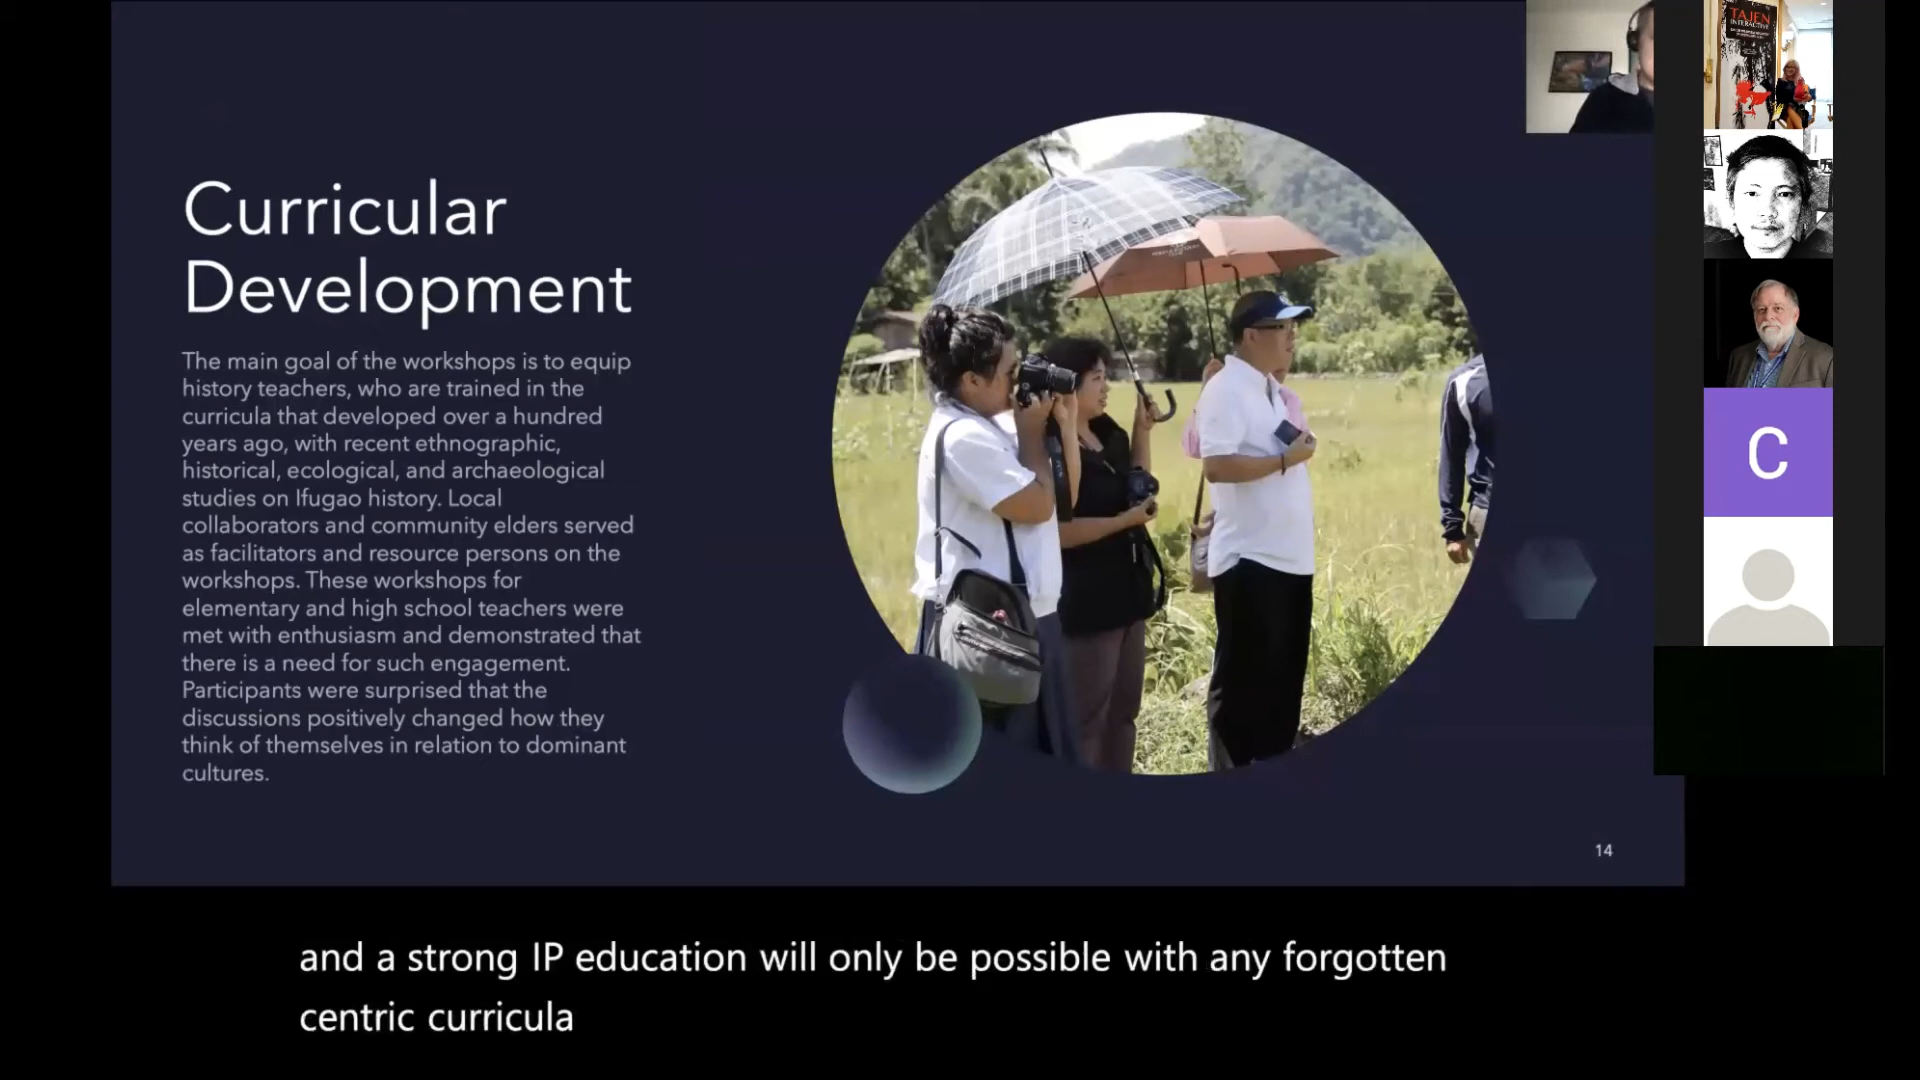 Curricular
Development
The main goal of the workshops is to equip
history teachers, who are trained in the
curricula that developed over a hundred
years ago, with recent ethnographic,
historical, ecological, and archaeological
studies on Ifugao history. Local
collaborators and community elders served
as facilitators and resource persons on the
workshops. These workshops for
elementary and high school teachers were
met with enthusiasm and demonstrated that
there is a need for such engagement.
Participants were surprised that the
discussions positively changed how they
think of themselves in relation to dominant
cultures.
14
TAJEN
INTERACTIVE
C
and a strong IP education will only be possible with any forgotten
centric curricula